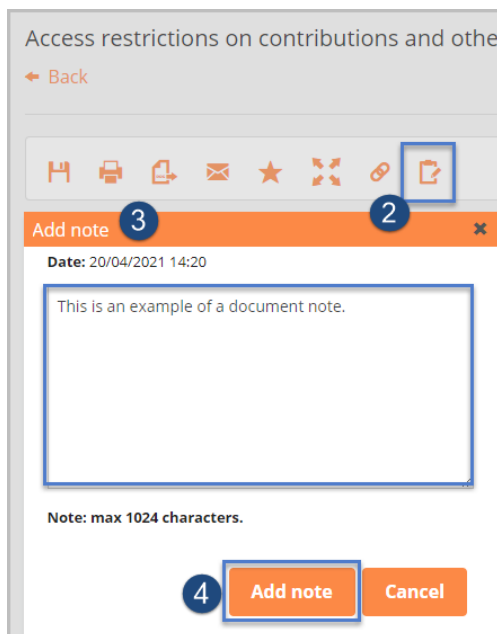 Access restrictions on contributions and othe
Back
2
Add note
3
Date: 20/04/2021 14:20
This is an example of a document note.
Note: max 1024 characters.
4
Add note
Cancel